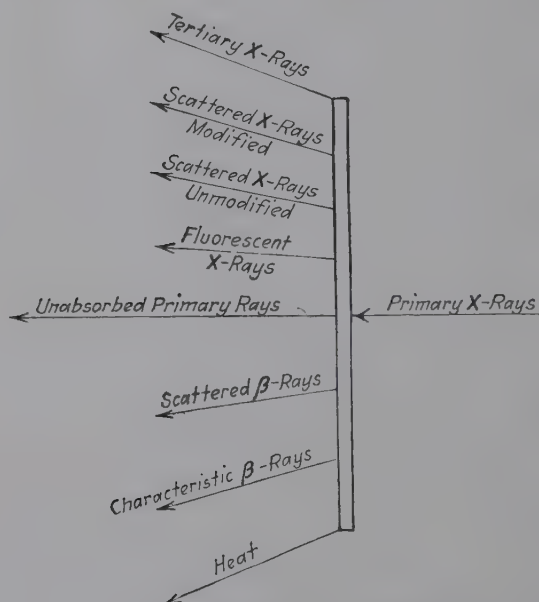 Tertiary X-Rays
Scattered X-Rays
Modified
Scattered X-Rays
Unmodified
Fluorescent
X-Rays
Unabsorbed Primary Rays
Primary X-Rays
Scattered β-Rays
Characteristic β-Rays
Heat